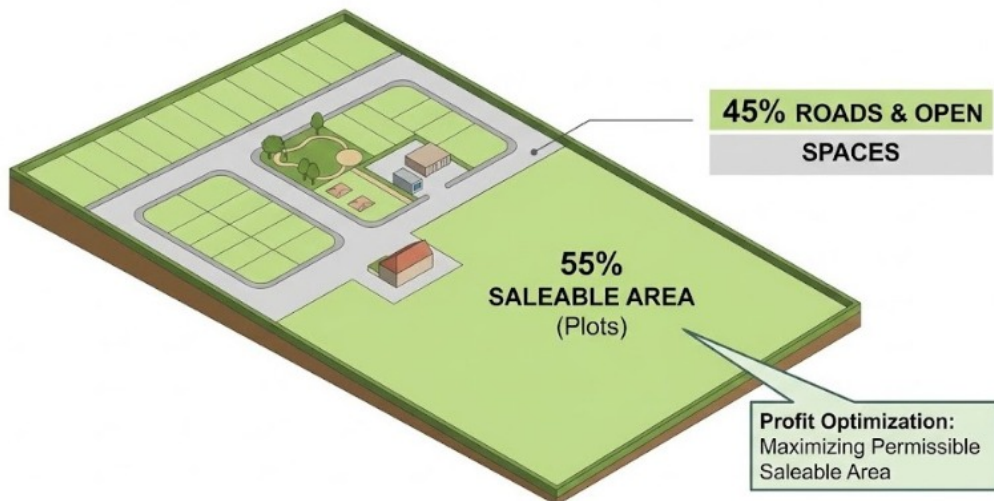 45% ROADS & OPEN
SPACES
55%
SALEABLE AREA
(Plots)
Profit Optimization:
Maximizing Permissible
Saleable Area